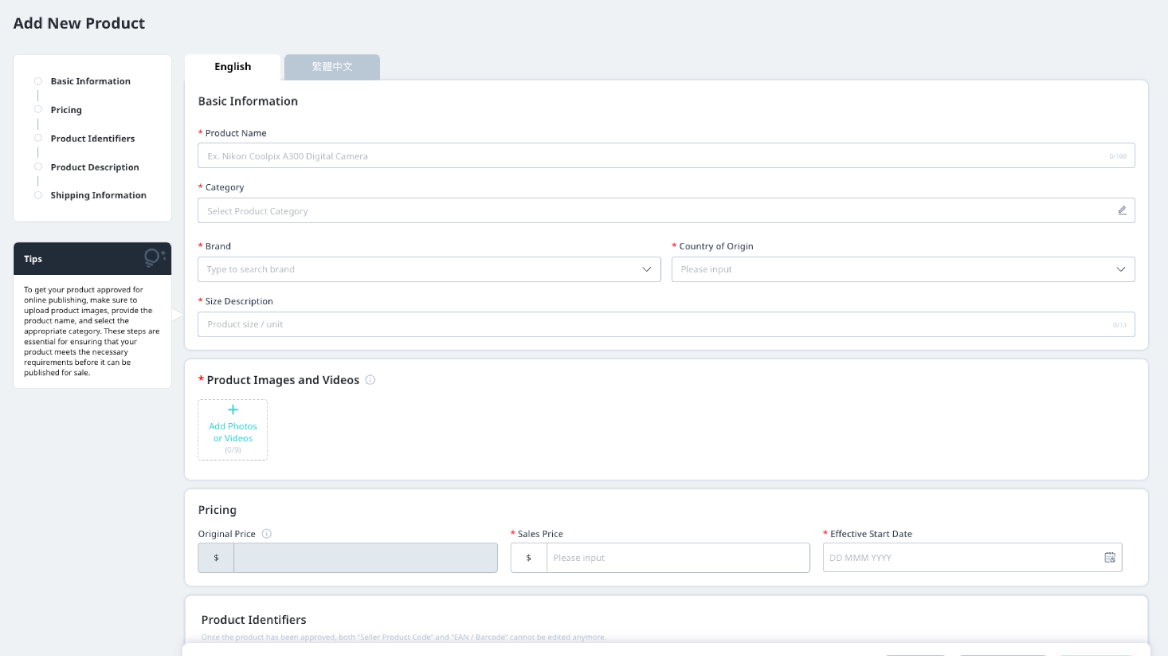 Add New Product
Basic Information
Pricing
Product Identifiers
Product Description
Shipping Information
Tips
To get your product approved for
online publishing, make sure to
upload product images, provide the
product name, and select the
appropriate category. These steps are
essential for ensuring that your
product meets the necessary
requirements before it can be
published for sale.
English
繁體中文
Basic Information
* Product Name
Ex. Nikon Coolpix A300 Digital Camera
0/100
* Category
Select Product Category
* Brand
Type to search brand
* Country of Origin
Please input
* Size Description
Product size / unit
0/13
* Product Images and Videos
Add Photos
or Videos
(0/9)
Pricing
Original Price
$
* Sales Price
$ Please input
* Effective Start Date
DD MMM YYYY
Product Identifiers
Once the product has been approved, both "Seller Product Code" and "EAN / Barcode" cannot be edited anymore.